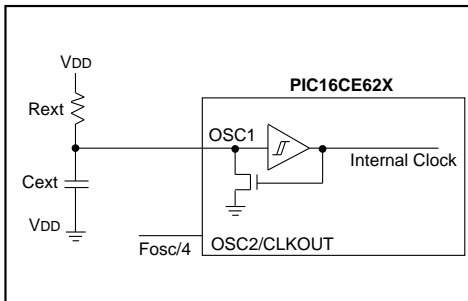 VDD
PIC16CE62X
Rext
OSC1
Internal Clock
Cext
VDD
Fosc/4
OSC2/CLKOUT